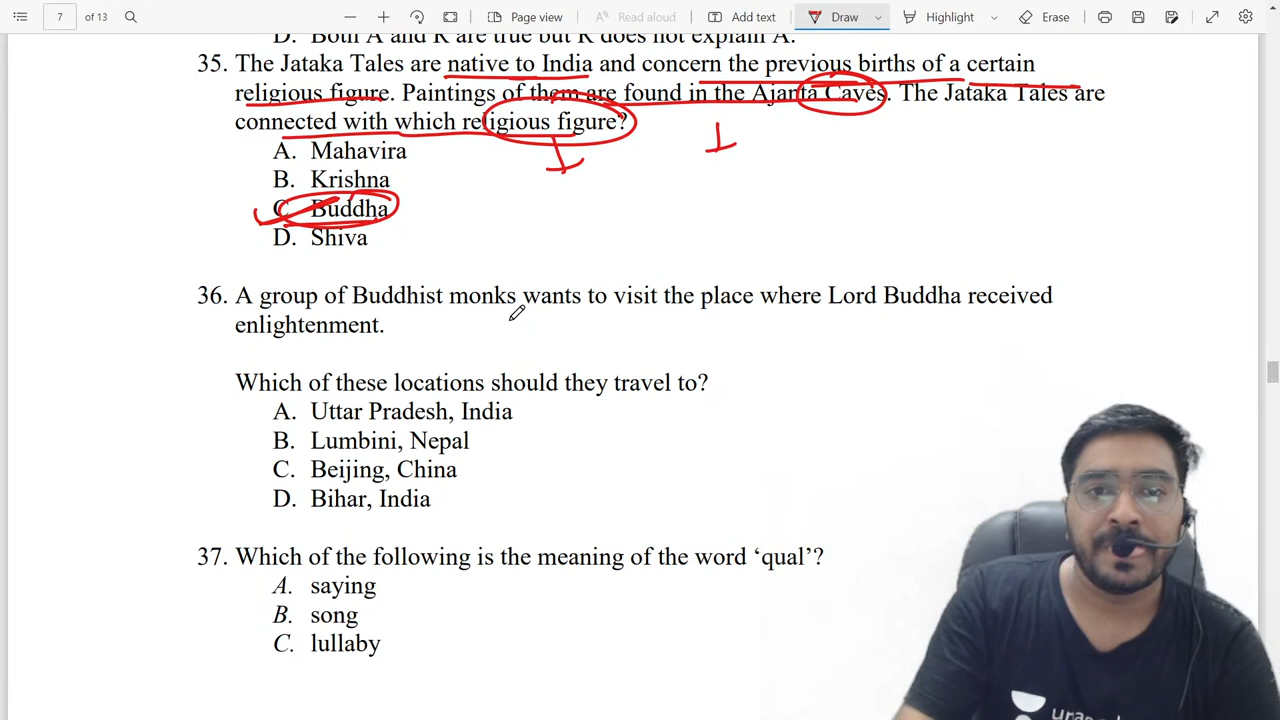 7 of 13 Page view Read aloud Add text Draw Highlight Erase
D. Both A and R are true but R does not explain A.
35. The Jataka Tales are native to India and concern the previous births of a certain
religious figure. Paintings of them are found in the Ajanta Caves. The Jataka Tales are
connected with which religious figure?
A. Mahavira
B. Krishna
C. Buddha
D. Shiva
36. A group of Buddhist monks wants to visit the place where Lord Buddha received
enlightenment.
Which of these locations should they travel to?
A. Uttar Pradesh, India
B. Lumbini, Nepal
C. Beijing, China
D. Bihar, India
37. Which of the following is the meaning of the word ‘qual’?
A. saying
B. song
C. lullaby